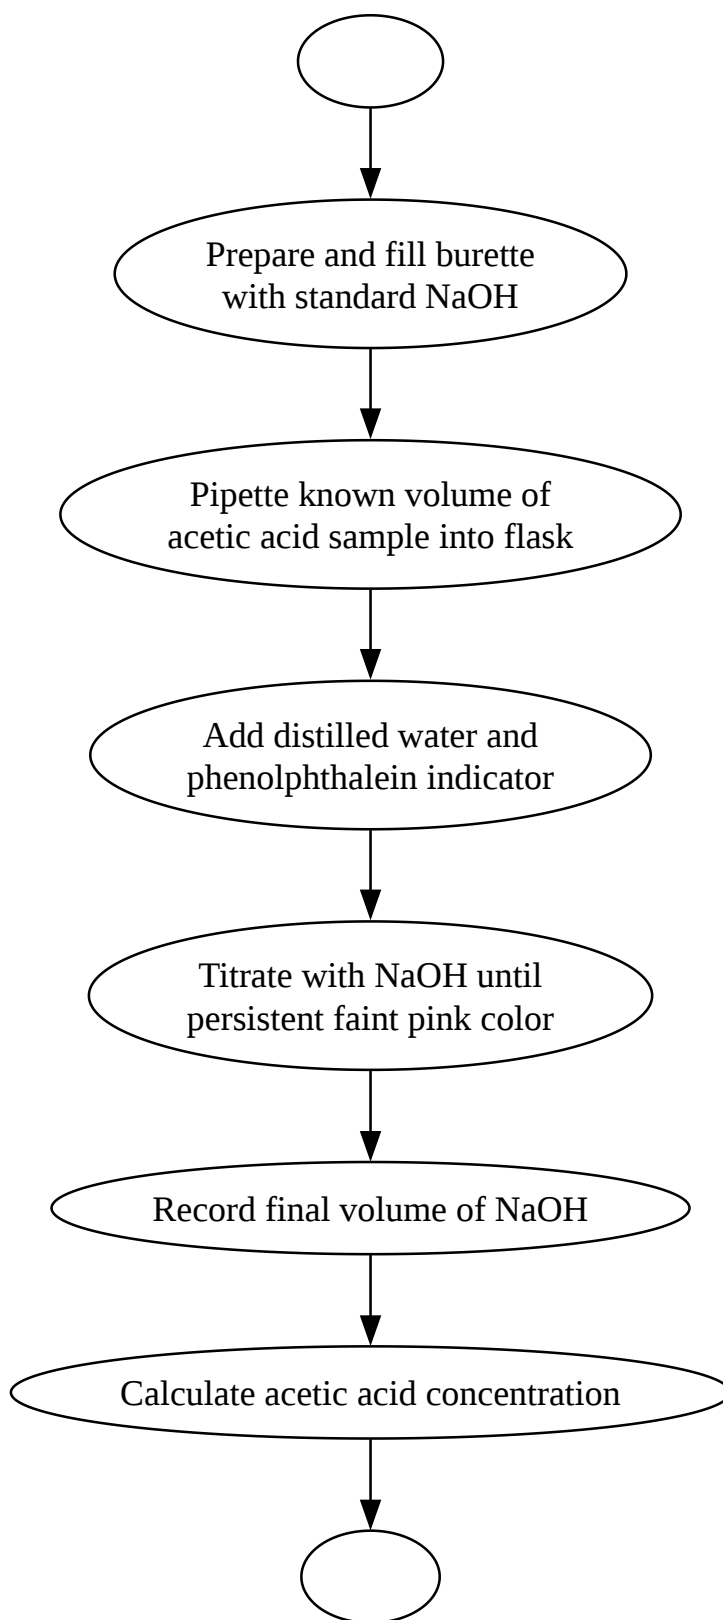 Prepare and fill burette
with standard NaOH
Pipette known volume of
acetic acid sample into flask
Add distilled water and
phenolphthalein indicator
Titrate with NaOH until
persistent faint pink color
Record final volume of NaOH
Calculate acetic acid concentration